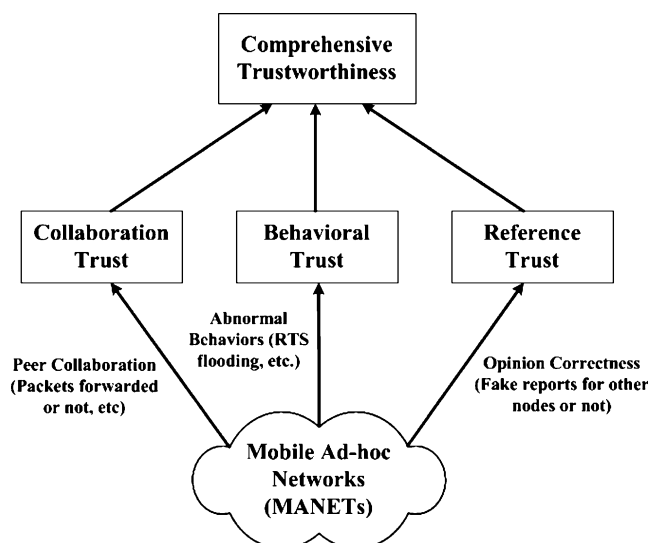 Comprehensive
Trustworthiness
Collaboration
Trust
Behavioral
Trust
Reference
Trust
Abnormal
Behaviors (RTS
flooding, etc.)
Peer Collaboration
(Packets forwarded
or not, etc)
Opinion Correctness
(Fake reports for other
nodes or not)
Mobile Ad-hoc
Networks
(MANETs)